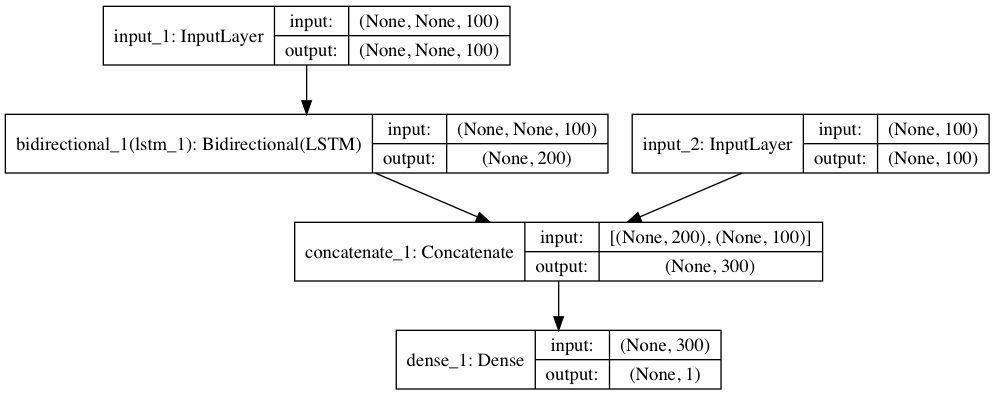 input_1: InputLayer
input:
(None, None, 100)
output:
(None, None, 100)
bidirectional_1(lstm_1): Bidirectional(LSTM)
input:
(None, None, 100)
output:
(None, 200)
input_2: InputLayer
input:
(None, 100)
output:
(None, 100)
concatenate_1: Concatenate
input:
[(None, 200), (None, 100)]
output:
(None, 300)
dense_1: Dense
input:
(None, 300)
output:
(None, 1)